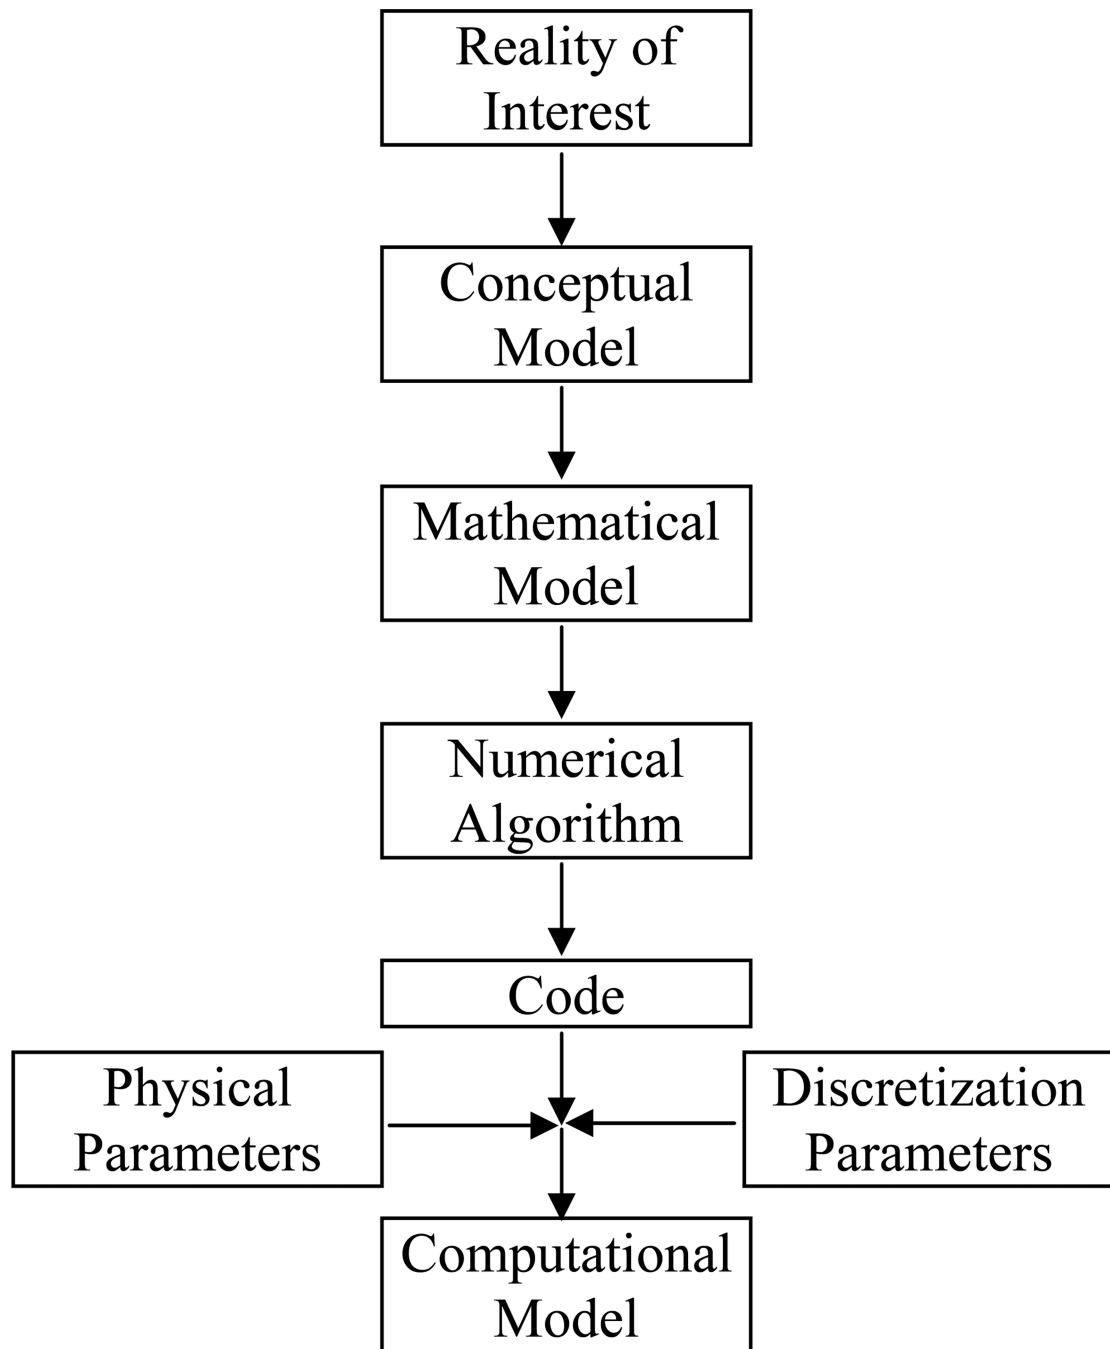 Reality of
Interest
Conceptual
Model
Mathematical
Model
Numerical
Algorithm
Code
Physical
Parameters
Discretization
Parameters
Computational
Model